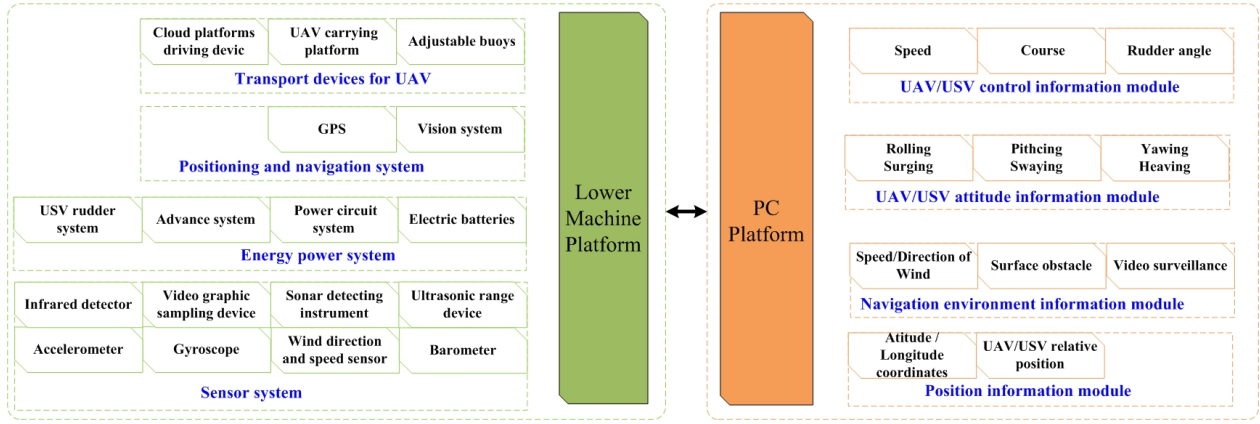 Cloud platforms
driving devic
UAV carrying
platform
Adjustable buoys
Transport devices for UAV
GPS
Vision system
Positioning and navigation system
USV rudder
system
Advance system
Power circuit
system
Electric batteries
Energy power system
Infrared detector
Video graphic
sampling device
Sonar detecting
instrument
Ultrasonic range
device
Accelerometer
Gyroscope
Wind direction
and speed sensor
Barometer
Sensor system
Lower
Machine
Platform
PC
Platform
Speed
Course
Rudder angle
UAV/USV control information module
Rolling
Surging
Pithcing
Swaying
Yawing
Heaving
UAV/USV attitude information module
Speed/Direction of
Wind
Surface obstacle
Video surveillance
Navigation environment information module
Atitude /
Longitude
coordinates
UAV/USV relative
position
Position information module